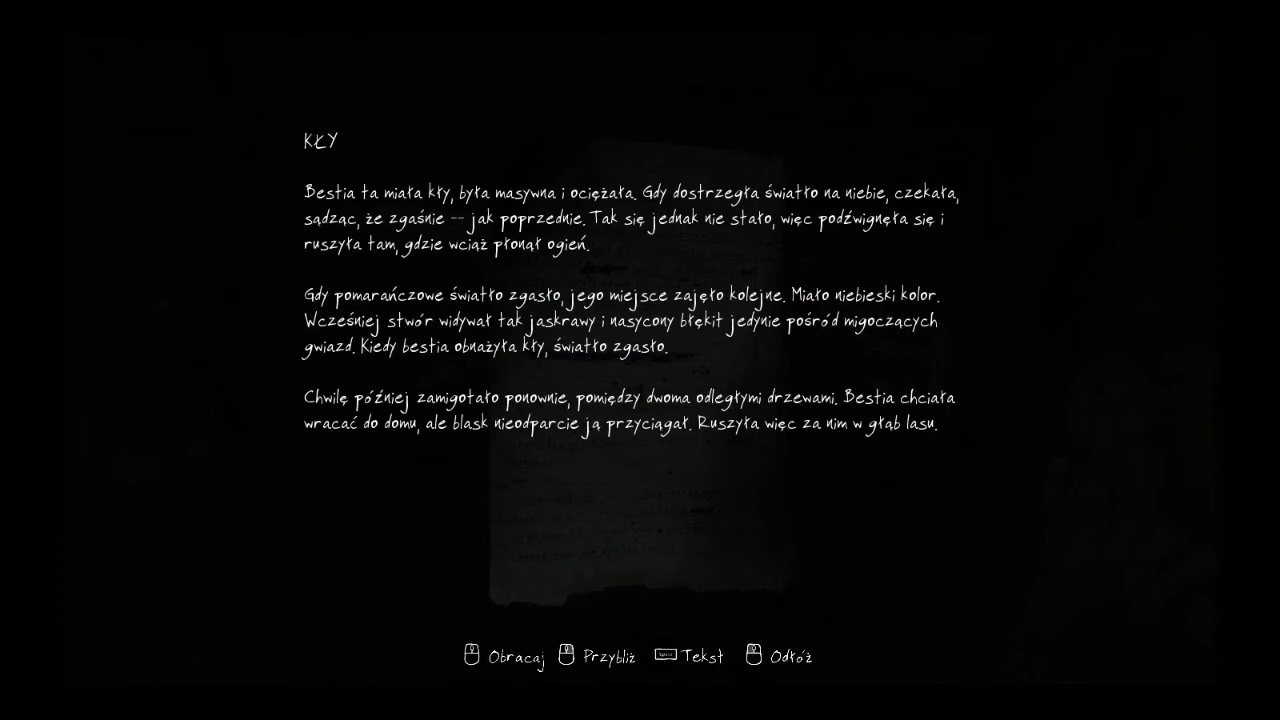 KŁY
Bestia ta miała kły, była masywna i ociężała. Gdy dostrzegła światło na niebie, czekała,
sądząc, że zgaśnie -- jak poprzednie. Tak się jednak nie stało, więc podźwignęła się i
ruszyła tam, gdzie wciąż płonął ogień.
Gdy pomarańczowe światło zgasło, jego miejsce zajęło kolejne. Miało niebieski kolor.
Wcześniej stwór widywał tak jaskrawy i nasycony błękit jedynie pośród migoczących
gwiazd. Kiedy bestia obnażyła kły, światło zgasło.
Chwilę później zamigotało ponownie, pomiędzy dwoma odległymi drzewami. Bestia chciała
wracać do domu, ale blask nieodparcie ją przyciągał. Ruszyła więc za nim w głąb lasu.
Obracaj Przybliż Tekst Odłóż